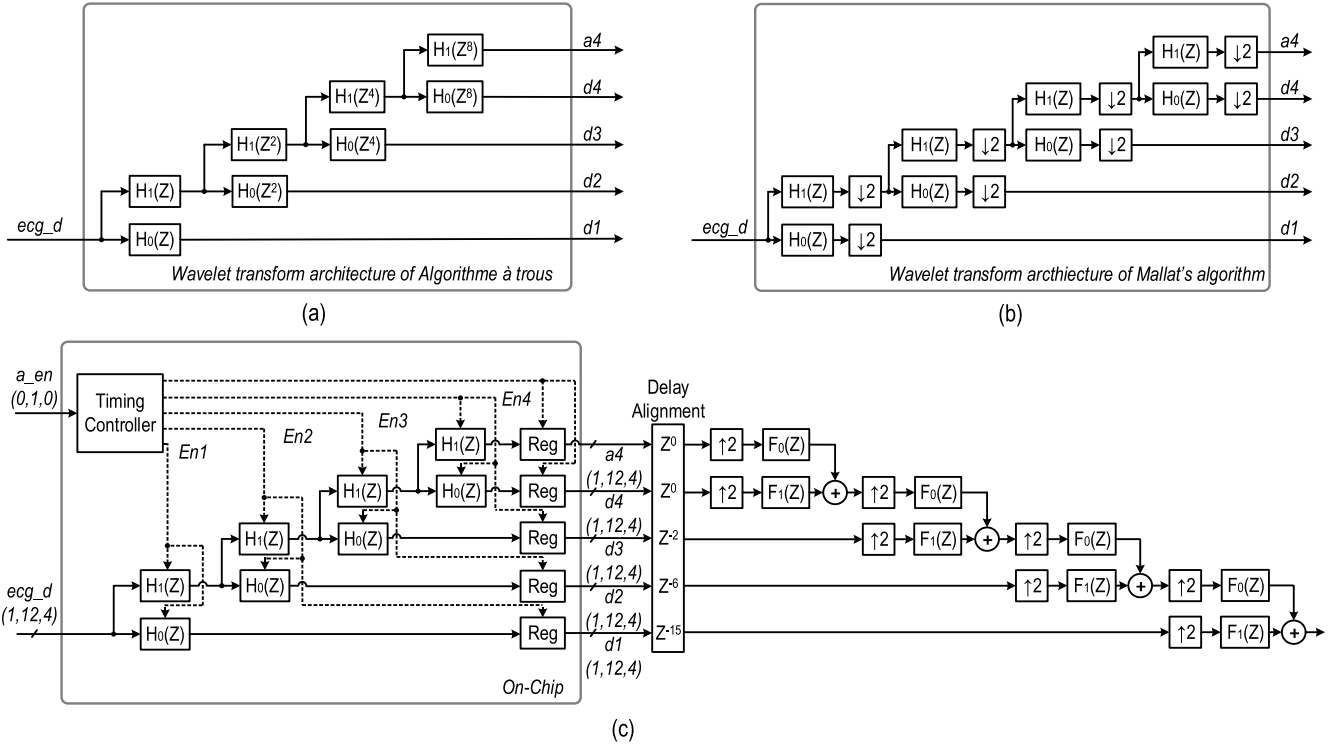 H1(Z8) a4
H1(Z4) H0(Z8) d4
H1(Z2) H0(Z4) d3
H1(Z) H0(Z2) d2
ecg_d H0(Z) d1
Wavelet transform architecture of Algorithme à trous
(a)
H1(Z) ↓2 a4
H1(Z) ↓2 H0(Z) ↓2 d4
H1(Z) ↓2 H0(Z) ↓2 d3
H1(Z) ↓2 H0(Z) ↓2 d2
ecg_d H0(Z) ↓2 d1
Wavelet transform arcthiecture of Mallat's algorithm
(b)
a_en
(0,1,0)
Timing
Controller
En1
En2
En3
En4
Delay
Alignment
H1(Z) Reg a4 Z0 ↑2 F0(Z)
(1,12,4)
H1(Z) H0(Z) Reg d4 Z0 ↑2 F1(Z) + ↑2 F0(Z)
(1,12,4)
H1(Z) H0(Z) Reg d3 Z-2 ↑2 F1(Z) + ↑2 F0(Z)
(1,12,4)
ecg_d
(1,12,4)
H1(Z) H0(Z) Reg d2 Z-6 ↑2 F1(Z) + ↑2 F0(Z)
(1,12,4)
H0(Z) Reg d1 Z-15 ↑2 F1(Z) +
(1,12,4)
On-Chip
(c)